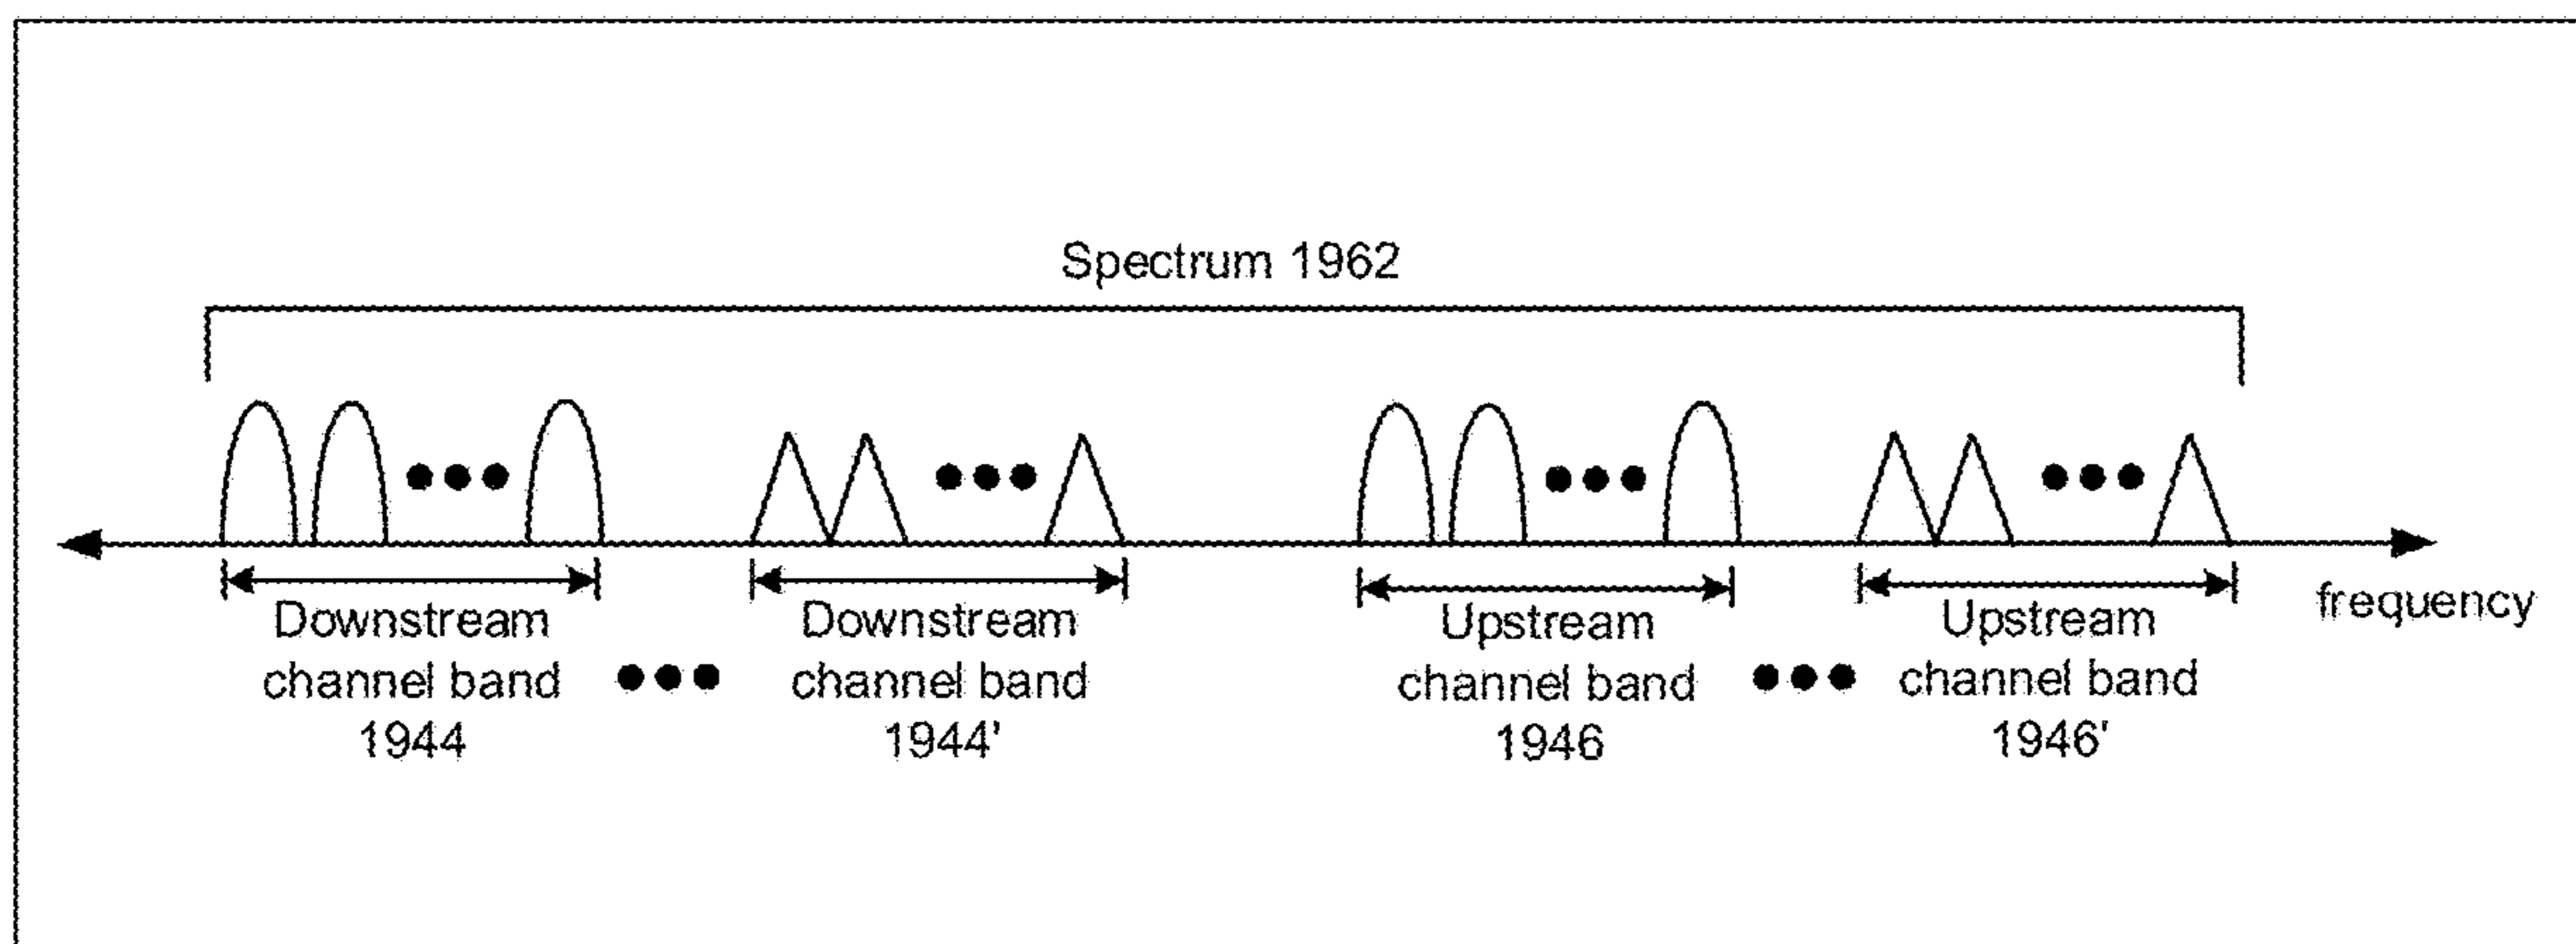 Spectrum 1962
Downstream
channel band
1944
Downstream
channel band
1944'
Upstream
channel band
1946
Upstream
channel band
1946'
frequency